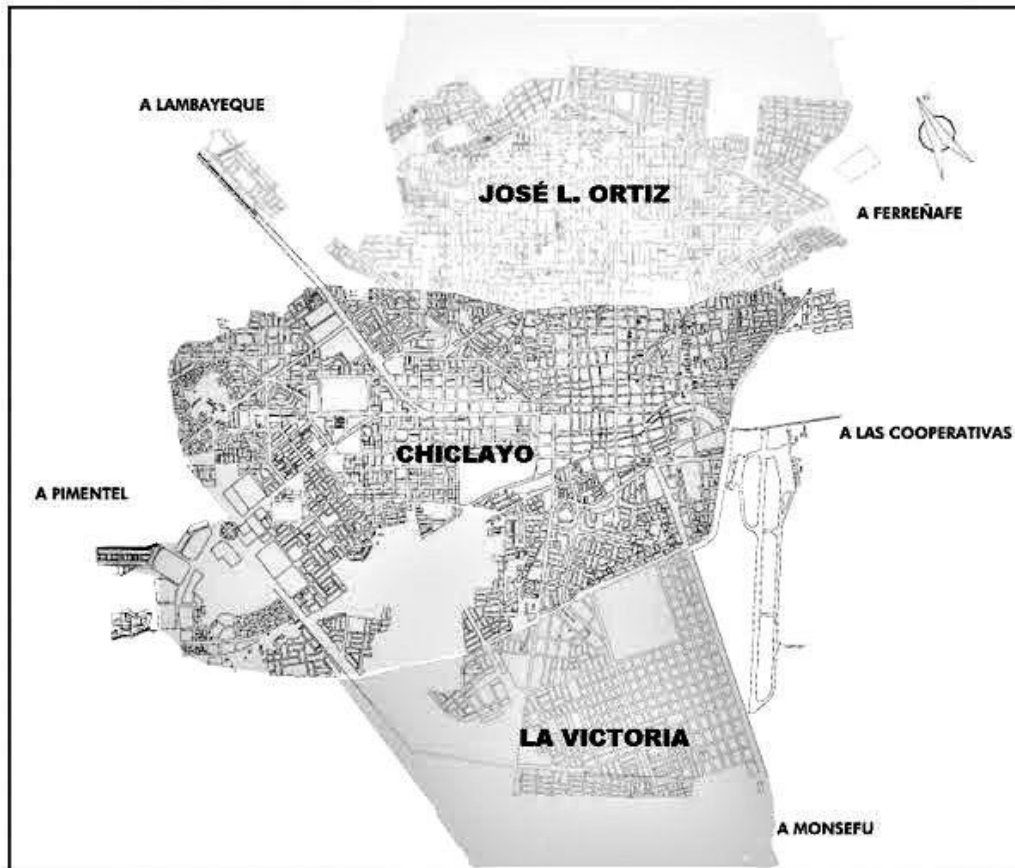 A LAMBAYEQUE
JOSÉ L. ORTIZ
A FERREÑAFE
CHICLAYO
A LAS COOPERATIVAS
A PIMENTEL
LA VICTORIA
A MONSEFU